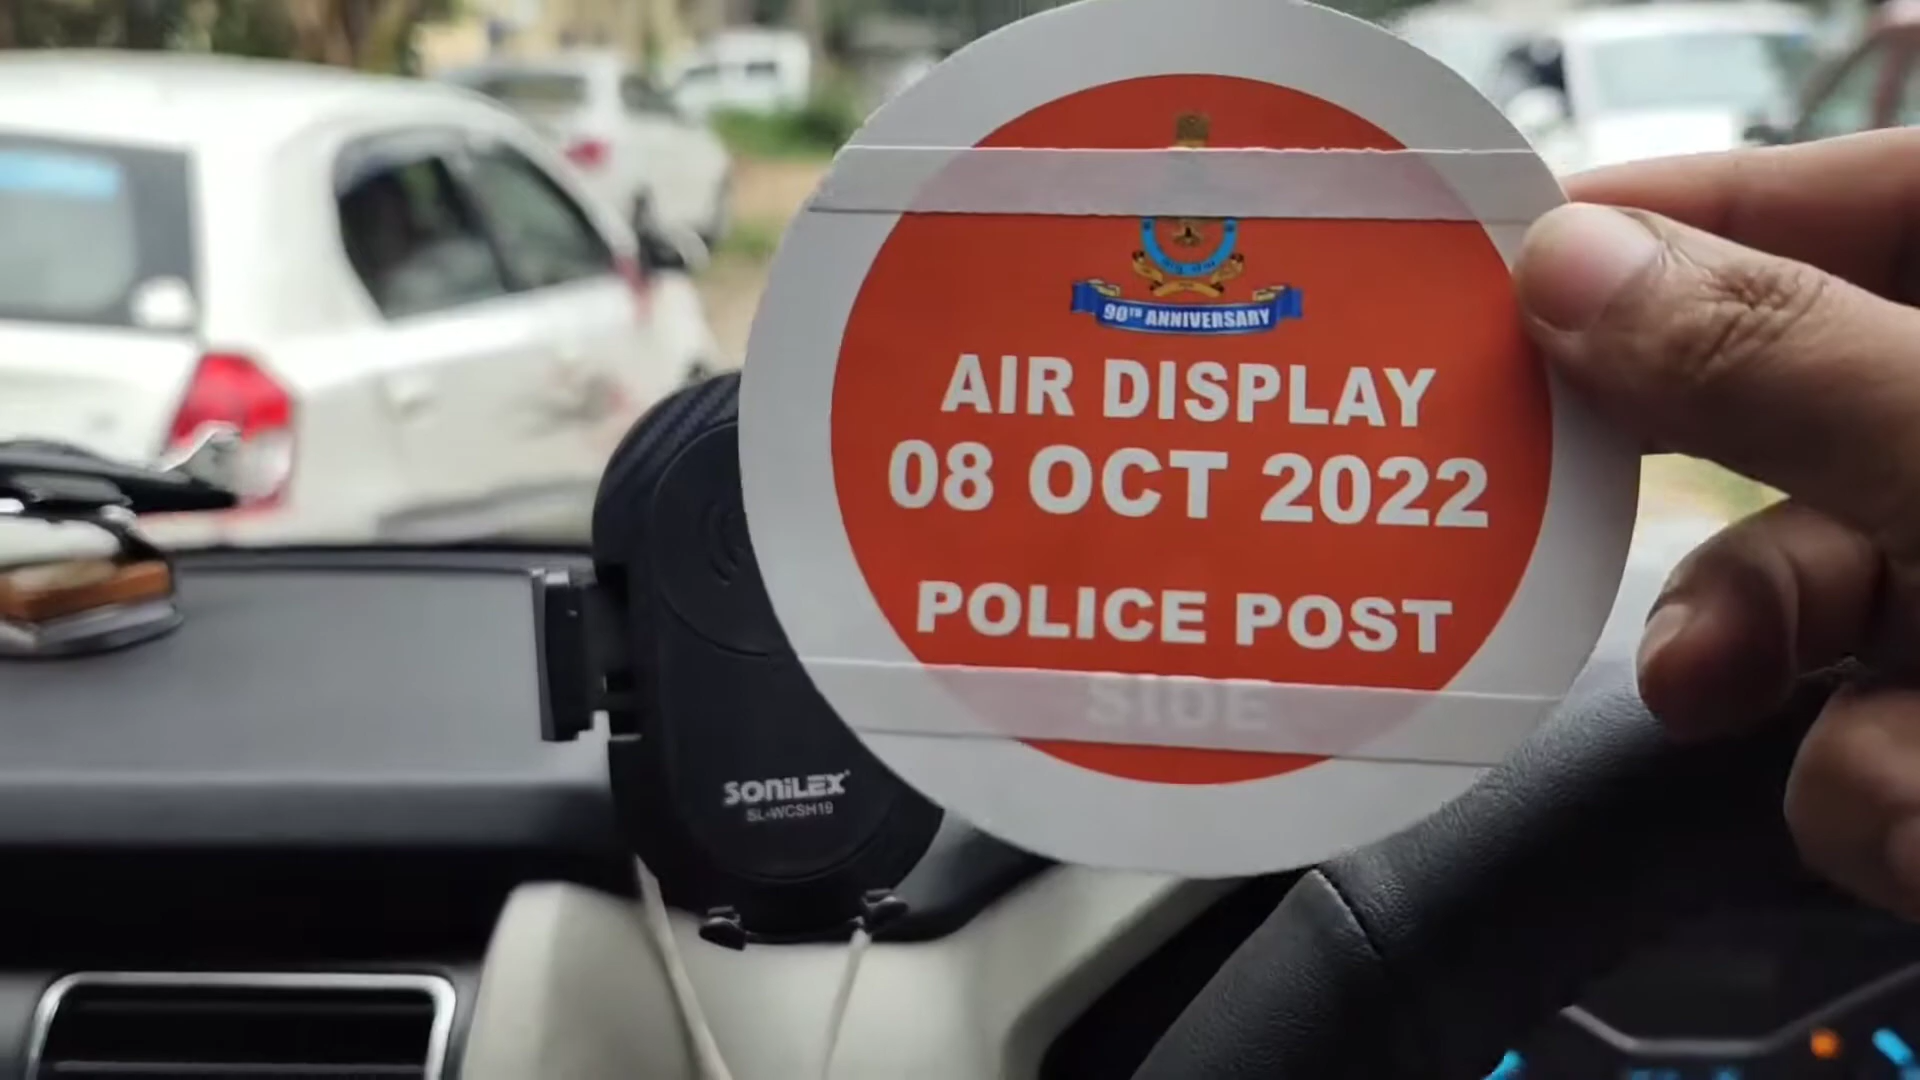 90TH ANNIVERSARY
AIR DISPLAY
08 OCT 2022
POLICE POST
SIDE
SONILEX
SL-WCSH19